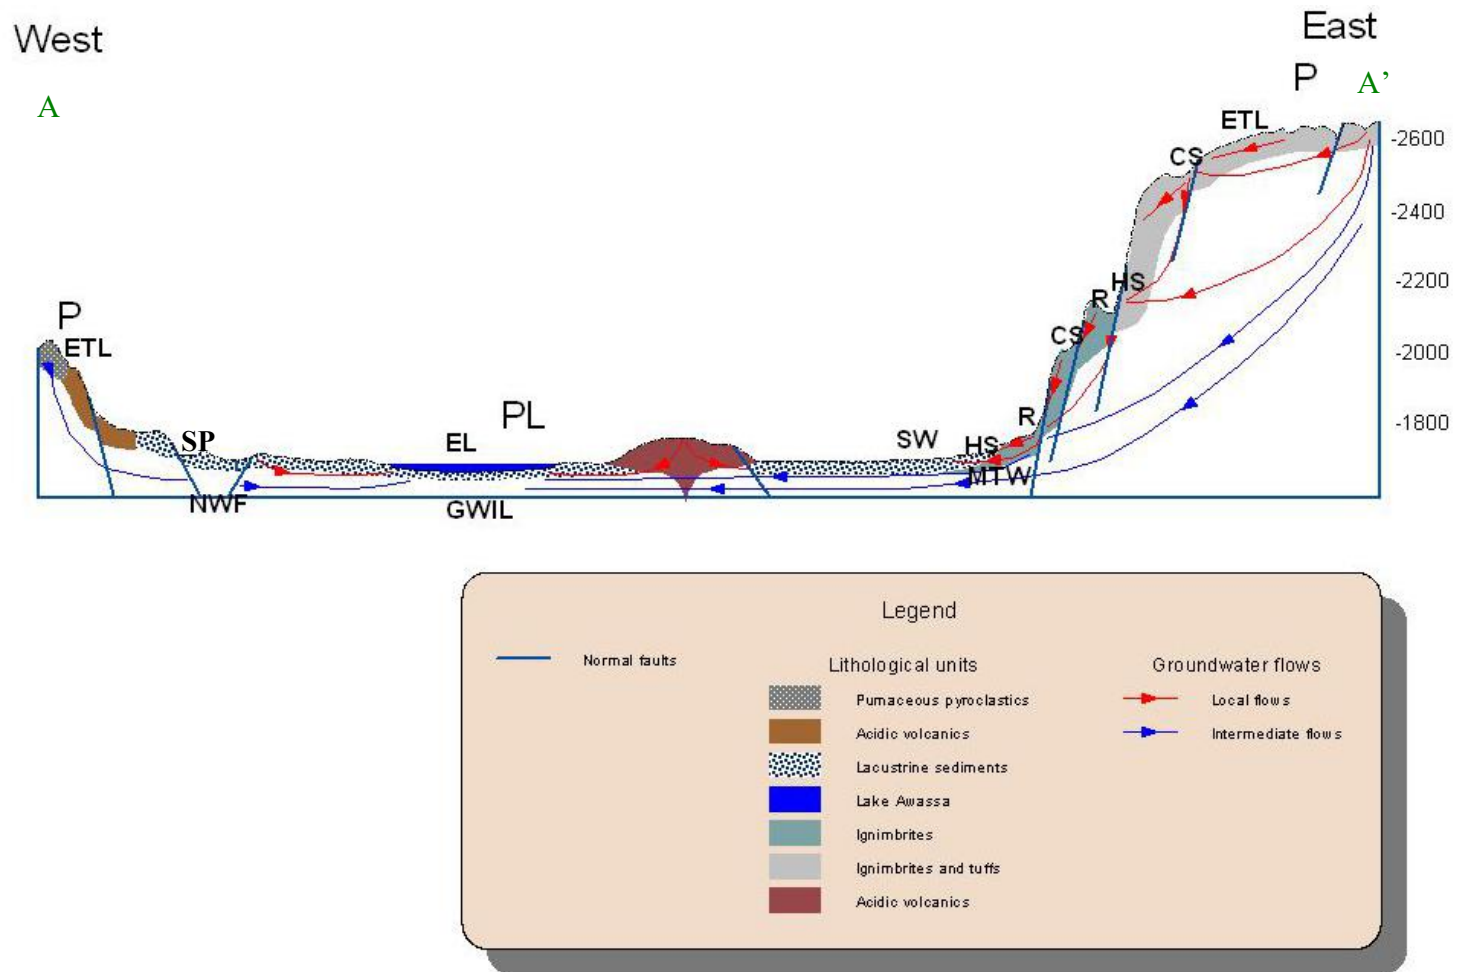 West
East
A
P
A’
ETL
-2600
CS
-2400
HS
-2200
R
P
CS
ETL
-2000
PL
R
-1800
SP
EL
SW
HS
MTW
NWF
GWIL
Legend
Normal faults
Lithological units
Groundwater flows
Pumaceous pyroclastics
Local flows
Acidic volcanics
Intermediate flows
Lacustrine sediments
Lake Awassa
Ignimbrites
Ignimbrites and tuffs
Acidic volcanics